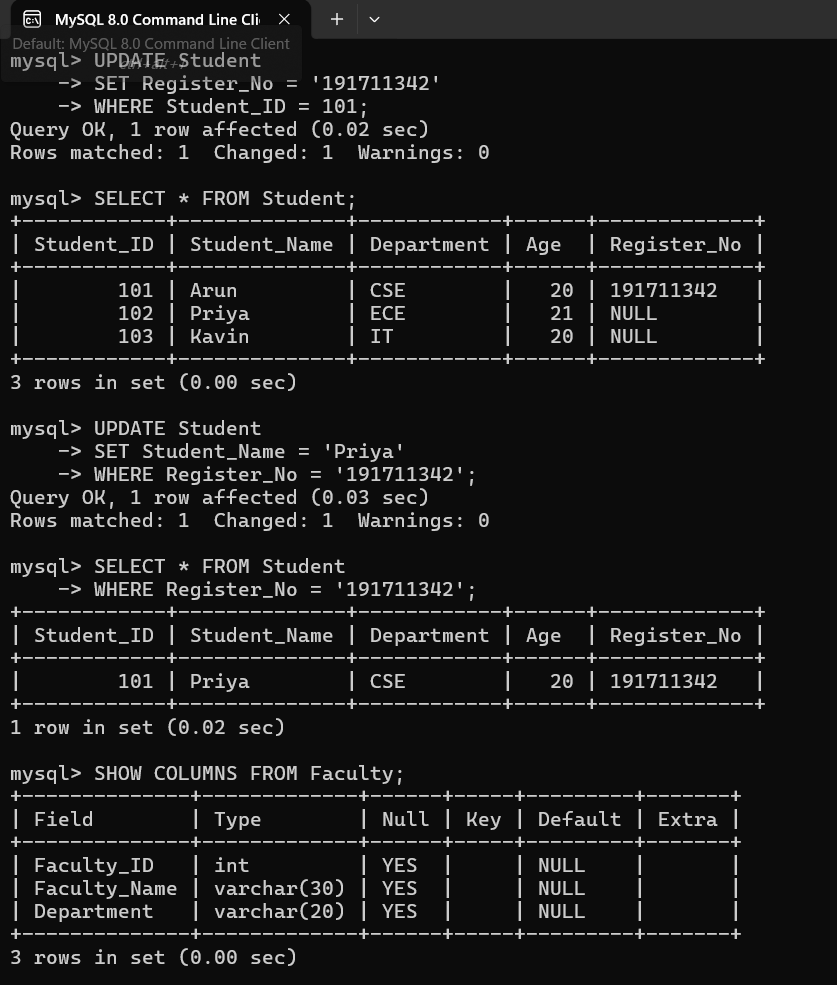 MySQL 8.0 Command Line Cli
Default: MySQL 8.0 Command Line Client
mysql> UPDATE Student
    -> SET Register_No = '191711342'
    -> WHERE Student_ID = 101;
Query OK, 1 row affected (0.02 sec)
Rows matched: 1  Changed: 1  Warnings: 0
mysql> SELECT * FROM Student;
+------------+--------------+------------+------+-------------+
| Student_ID | Student_Name | Department | Age  | Register_No |
+------------+--------------+------------+------+-------------+
|        101 | Arun         | CSE        |   20 | 191711342   |
|        102 | Priya        | ECE        |   21 | NULL        |
|        103 | Kavin        | IT         |   20 | NULL        |
+------------+--------------+------------+------+-------------+
3 rows in set (0.00 sec)
mysql> UPDATE Student
    -> SET Student_Name = 'Priya'
    -> WHERE Register_No = '191711342';
Query OK, 1 row affected (0.03 sec)
Rows matched: 1  Changed: 1  Warnings: 0
mysql> SELECT * FROM Student
    -> WHERE Register_No = '191711342';
+------------+--------------+------------+------+-------------+
| Student_ID | Student_Name | Department | Age  | Register_No |
+------------+--------------+------------+------+-------------+
|        101 | Priya        | CSE        |   20 | 191711342   |
+------------+--------------+------------+------+-------------+
1 row in set (0.02 sec)
mysql> SHOW COLUMNS FROM Faculty;
+--------------+-------------+------+-----+---------+-------+
| Field        | Type        | Null | Key | Default | Extra |
+--------------+-------------+------+-----+---------+-------+
| Faculty_ID   | int         | YES  |     | NULL    |       |
| Faculty_Name | varchar(30) | YES  |     | NULL    |       |
| Department   | varchar(20) | YES  |     | NULL    |       |
+--------------+-------------+------+-----+---------+-------+
3 rows in set (0.00 sec)